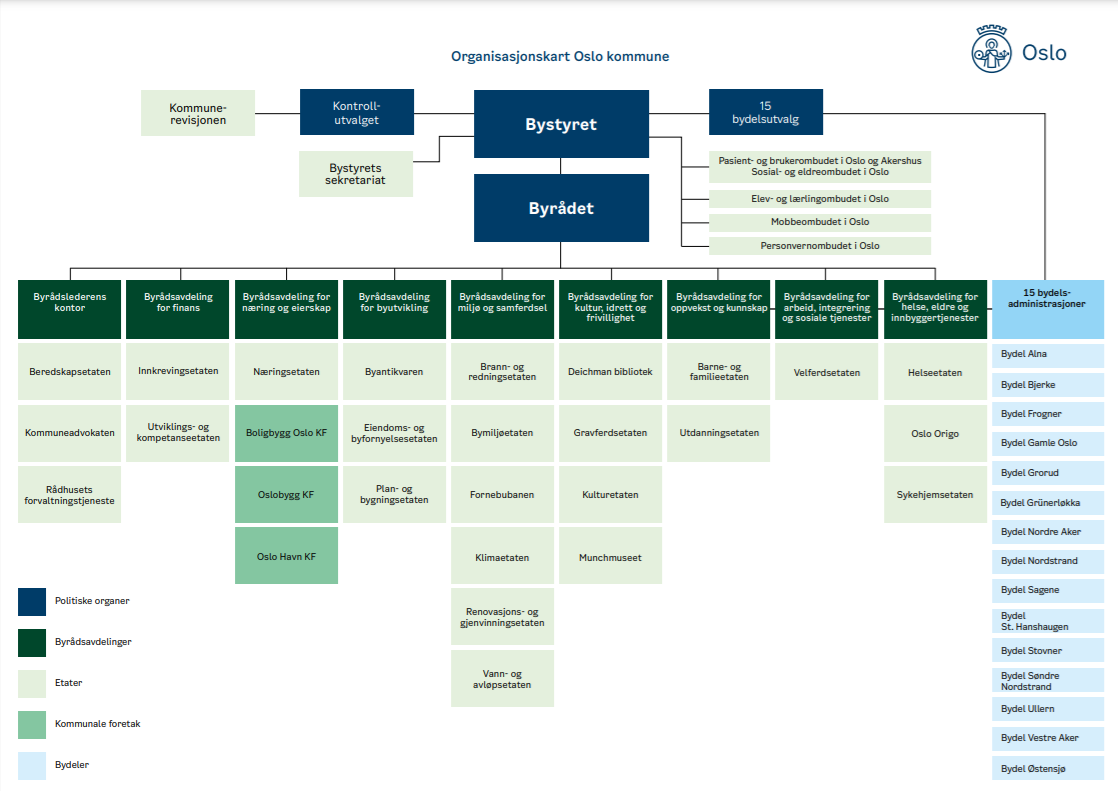 Organisasjonskart Oslo kommune
Oslo
Kommune-
revisjonen
Kontroll-
utvalget
Bystyret
15
bydelsutvalg
Bystyrets
sekretariat
Pasient- og brukerombudet i Oslo og Akershus
Sosial- og eldreombudet i Oslo
Elev- og lærlingombudet i Oslo
Mobbeombudet i Oslo
Personvernombudet i Oslo
Byrådet
Byrådslederens
kontor
Beredskapsetaten
Kommuneadvokaten
Rådhusets
forvaltningstjeneste
Byrådsavdeling
for finans
Innkrevingsetaten
Utviklings- og
kompetanseetaten
Byrådsavdeling for
næring og eierskap
Næringsetaten
Boligbygg Oslo KF
Oslobygg KF
Oslo Havn KF
Byrådsavdeling
for byutvikling
Byantikvaren
Eiendoms- og
byfornyelsesetaten
Plan- og
bygningsetaten
Byrådsavdeling for
miljø og samferdsel
Brann- og
redningsetaten
Bymiljøetaten
Fornebubanen
Klimaetaten
Renovasjons- og
gjenvinningsetaten
Vann- og
avløpsetaten
Byrådsavdeling for
kultur, idrett og
frivillighet
Deichman bibliotek
Gravferdsetaten
Kulturetaten
Munchmuseet
Byrådsavdeling for
oppvekst og kunnskap
Barne- og
familieetaten
Utdanningsetaten
Byrådsavdeling for
arbeid, integrering
og sosiale tjenester
Velferdsetaten
Byrådsavdeling for
helse, eldre og
innbyggertjenester
Helseetaten
Oslo Origo
Sykehjemsetaten
15 bydels-
administrasjoner
Bydel Alna
Bydel Bjerke
Bydel Frogner
Bydel Gamle Oslo
Bydel Grorud
Bydel Grünerløkka
Bydel Nordre Aker
Bydel Nordstrand
Bydel Sagene
Bydel
St. Hanshaugen
Bydel Stovner
Bydel Søndre
Nordstrand
Bydel Ullern
Bydel Vestre Aker
Bydel Østensjø
Politiske organer
Byrådsavdelinger
Etater
Kommunale foretak
Bydeler